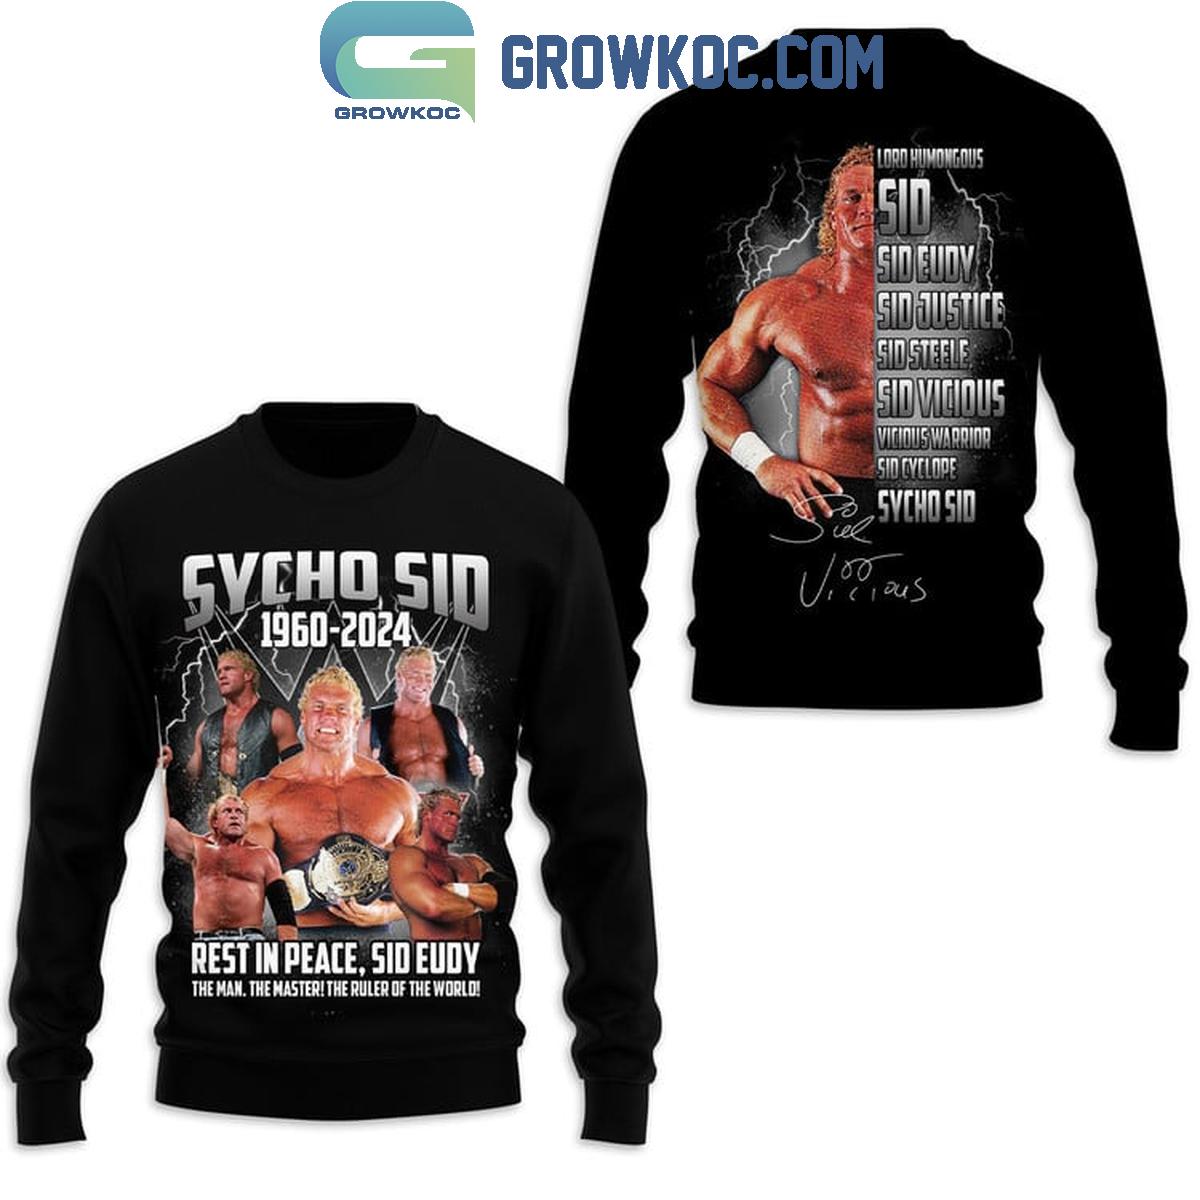 GROWKOC
GROWKOC.COM
LORD HUMONGOUS
SID
SID EUDY
SID JUSTICE
SID STEELE
SID VICIOUS
VICIOUS WARRIOR
SID CYCLOPE
SYCHO SID
Sid
Vicious
SYCHO SID
1960-2024
REST IN PEACE, SID EUDY
THE MAN. THE MASTER! THE RULER OF THE WORLD!